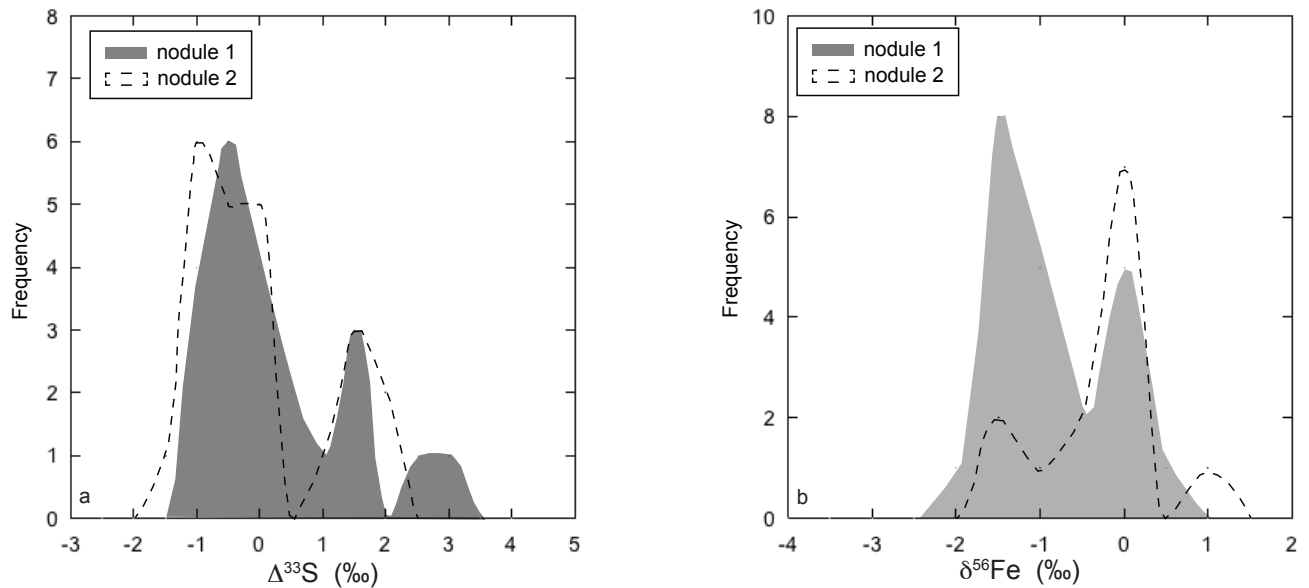 8
7
6
5
4
3
2
1
0
Frequency
nodule 1
nodule 2
a
-3 -2 -1 0 1 2 3 4 5
Δ³³S (‰)
10
8
6
4
2
0
Frequency
nodule 1
nodule 2
b
-4 -3 -2 -1 0 1 2
δ⁵⁶Fe (‰)